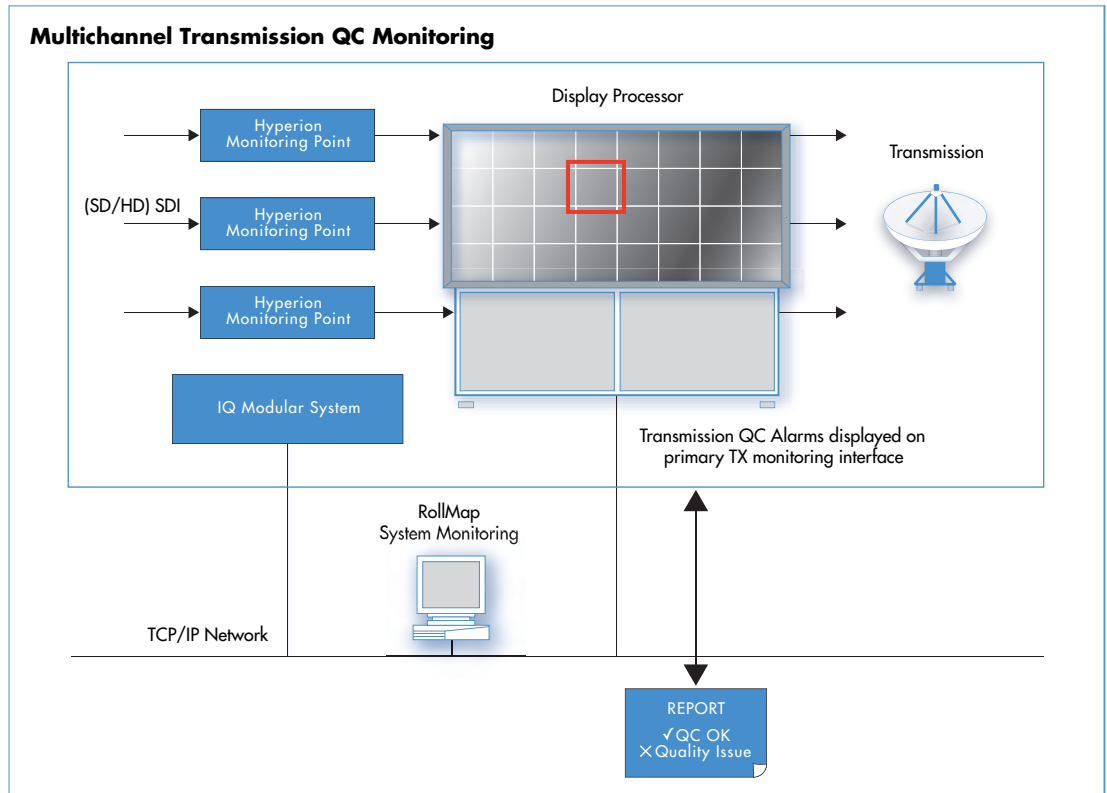 Multichannel Transmission QC Monitoring
Display Processor
Hyperion
Monitoring Point
Transmission
(SD/HD) SDI
Hyperion
Monitoring Point
Hyperion
Monitoring Point
IQ Modular System
Transmission QC Alarms displayed on
primary TX monitoring interface
RollMap
System Monitoring
TCP/IP Network
REPORT
✓QC OK
✕Quality Issue